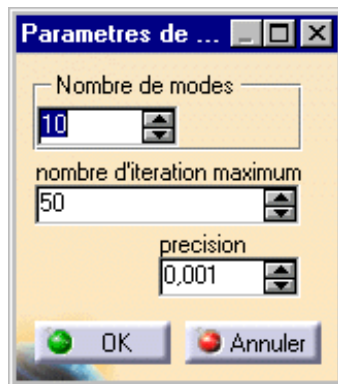 Parametres de ...
Nombre de modes
10
nombre d'iteration maximum
50
precision
0,001
OK Annuler